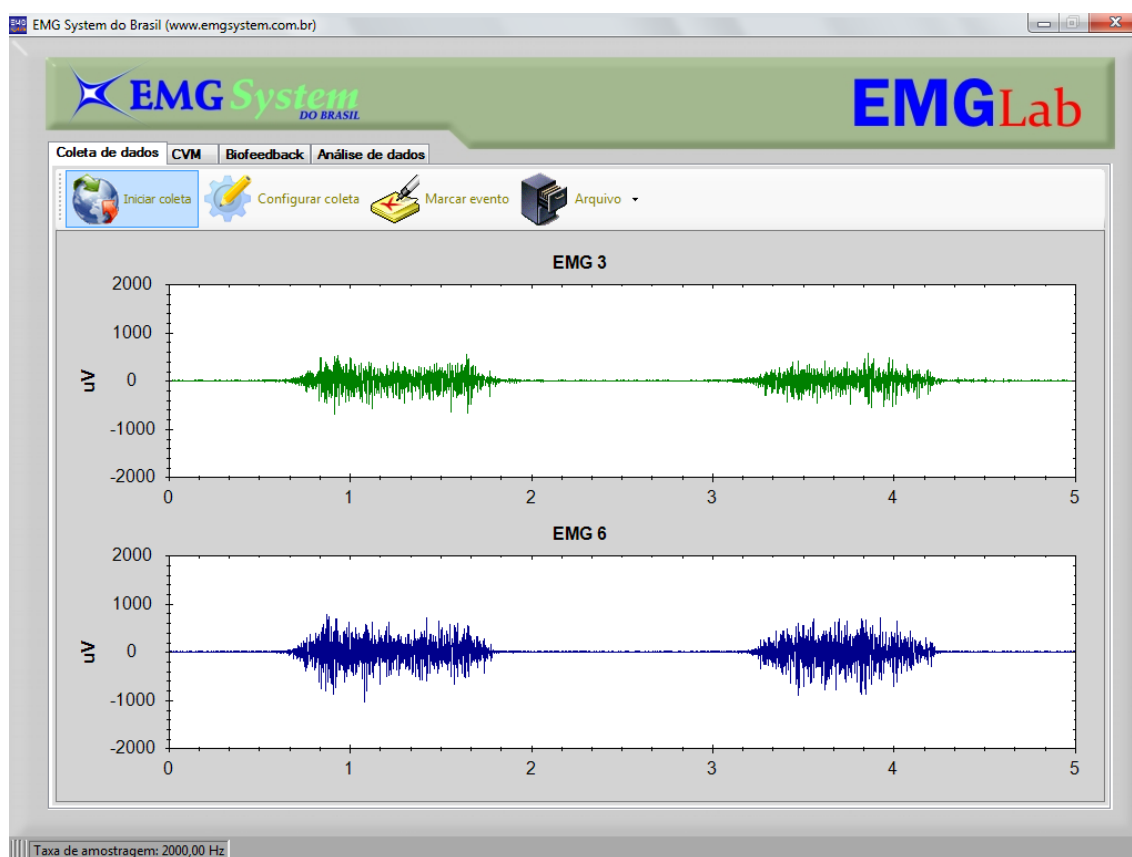 EMG System do Brasil (www.emgsystem.com.br)
EMG System
DO BRASIL
EMGLab
Coleta de dados CVM Biofeedback Análise de dados
Iniciar coleta Configurar coleta Marcar evento Arquivo
EMG 3
2000
1000
uV
0
-1000
-2000
0 1 2 3 4 5
EMG 6
2000
1000
uV
0
-1000
-2000
0 1 2 3 4 5
Taxa de amostragem: 2000,00 Hz